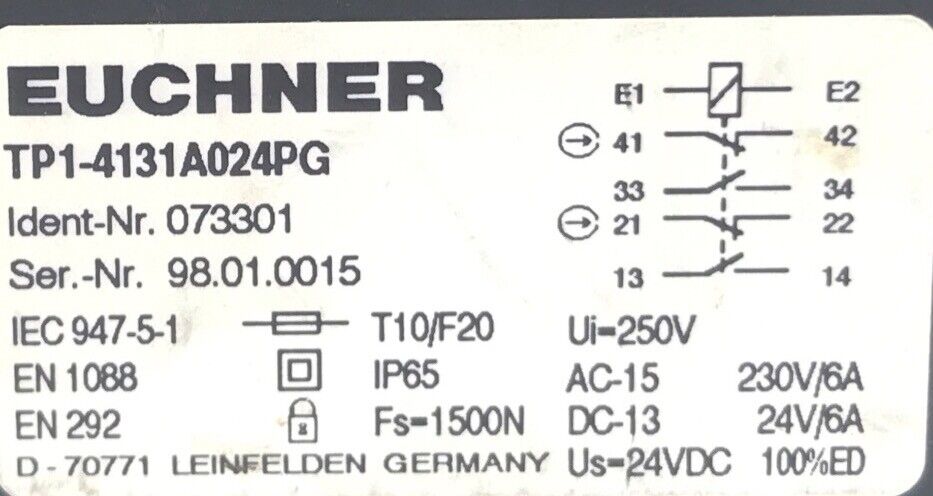 EUCHNER
TP1-4131A024PG
Ident-Nr. 073301
Ser.-Nr. 98.01.0015
E1 E2
41 42
33 34
21 22
13 14
IEC 947-5-1 T10/F20 Ui=250V
EN 1088 IP65 AC-15 230V/6A
EN 292 Fs=1500N DC-13 24V/6A
D - 70771 LEINFELDEN GERMANY Us=24VDC 100%ED